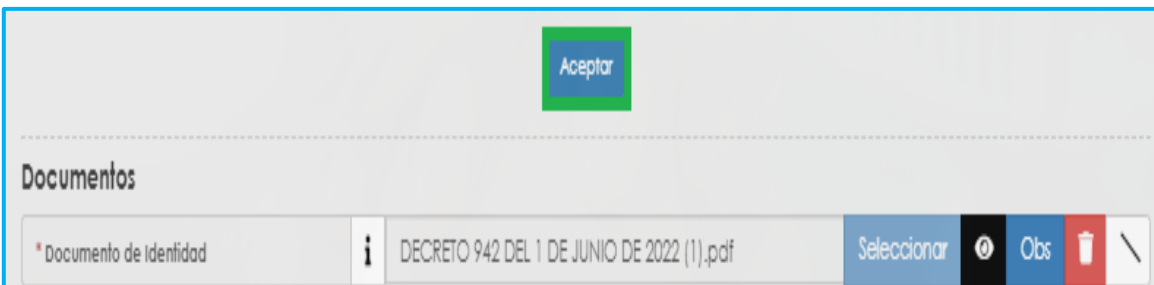 Aceptar
Documentos
* Documento de Identidad i DECRETO 942 DEL 1 DE JUNIO DE 2022 (1).pdf Seleccionar Obs